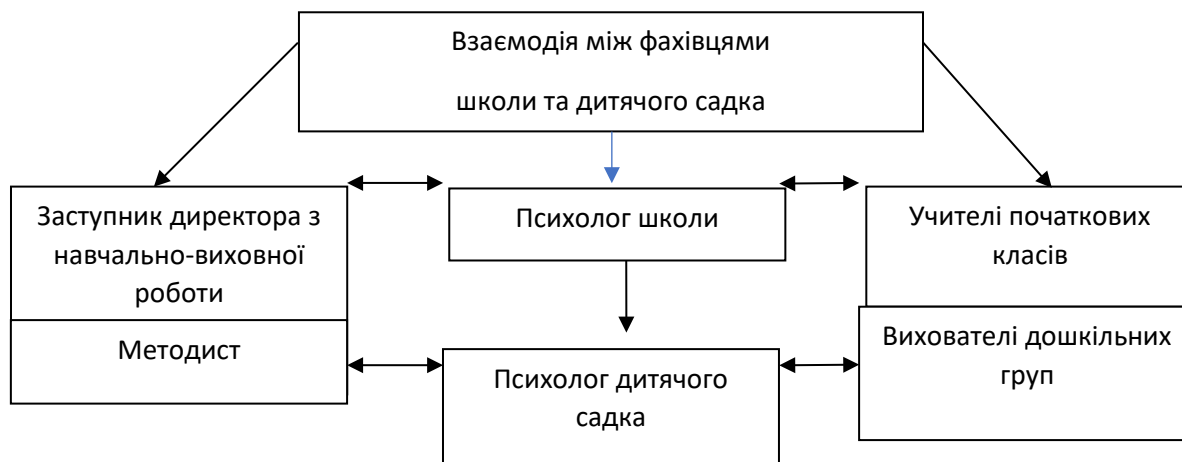 Взаємодія між фахівцями
школи та дитячого садка
Заступник директора з
навчально-виховної
роботи
Методист
Психолог школи
Психолог дитячого
садка
Учителі початкових
класів
Вихователі дошкільних
груп